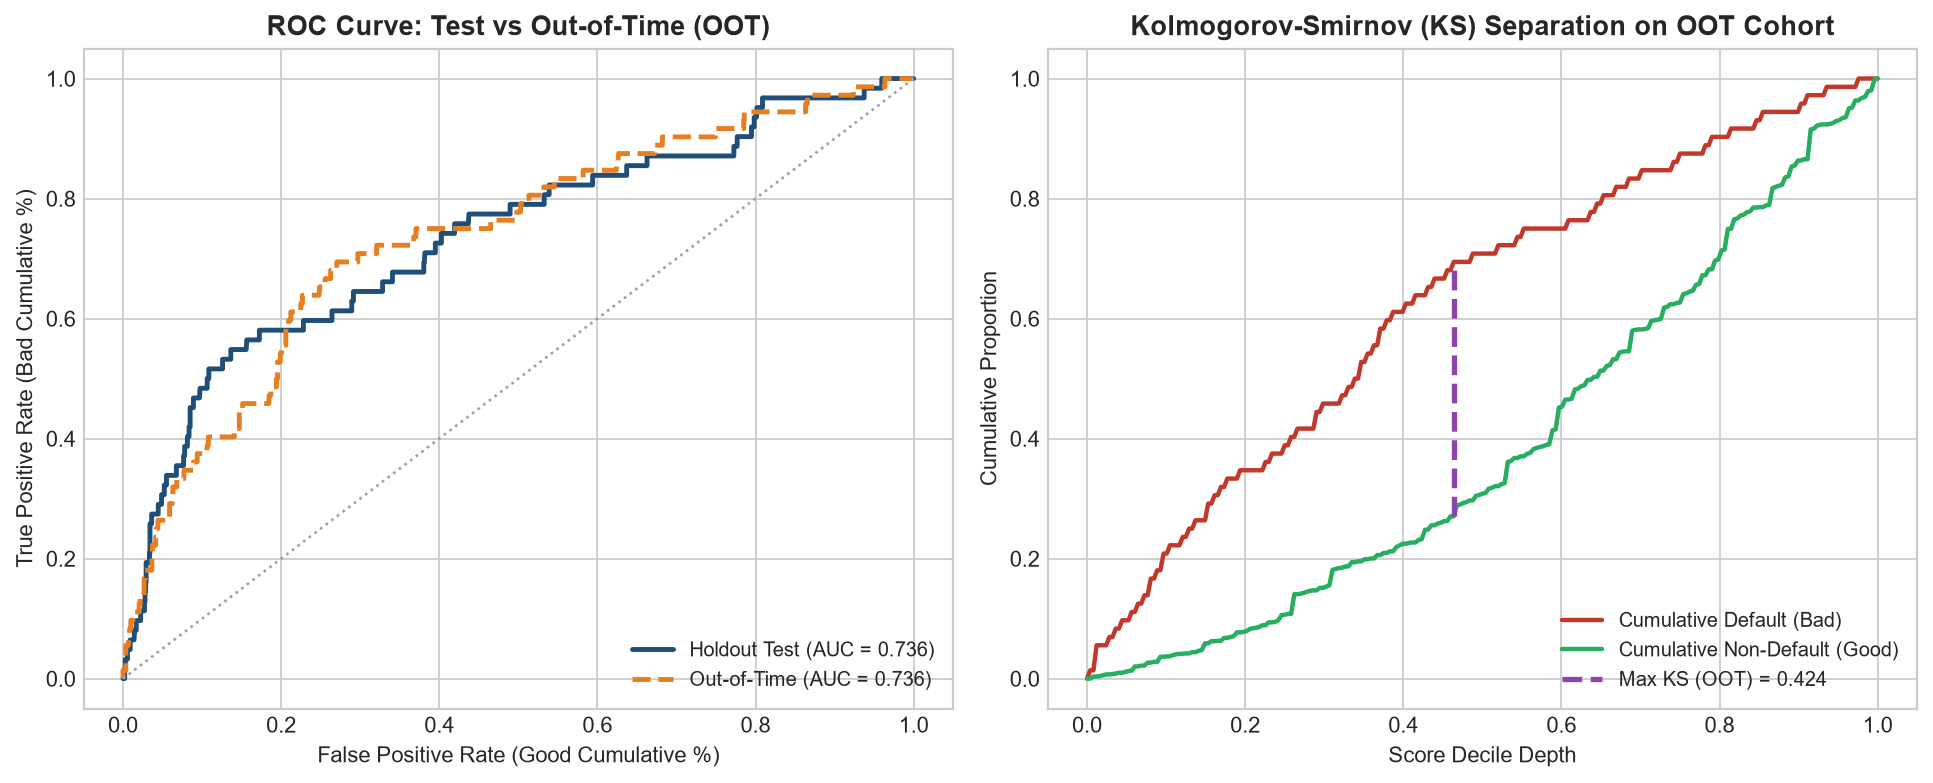 ROC Curve: Test vs Out-of-Time (OOT)
True Positive Rate (Bad Cumulative %)
1.0
0.8
0.6
0.4
0.2
0.0
Holdout Test (AUC = 0.736)
Out-of-Time (AUC = 0.736)
0.0 0.2 0.4 0.6 0.8 1.0
False Positive Rate (Good Cumulative %)
Kolmogorov-Smirnov (KS) Separation on OOT Cohort
Cumulative Proportion
1.0
0.8
0.6
0.4
0.2
0.0
Cumulative Default (Bad)
Cumulative Non-Default (Good)
Max KS (OOT) = 0.424
0.0 0.2 0.4 0.6 0.8 1.0
Score Decile Depth